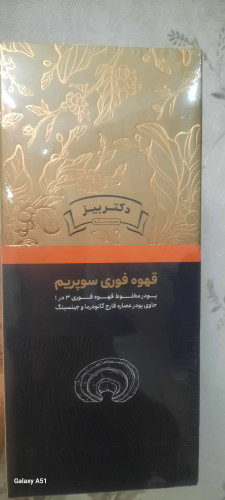 دکتر بیز
قهوه فوری سوپریم
پودر مخلوط قهوه فوری ۳ در ۱
حاوی پودر عصاره قارچ گانودرما و جینسینگ
Galaxy A51